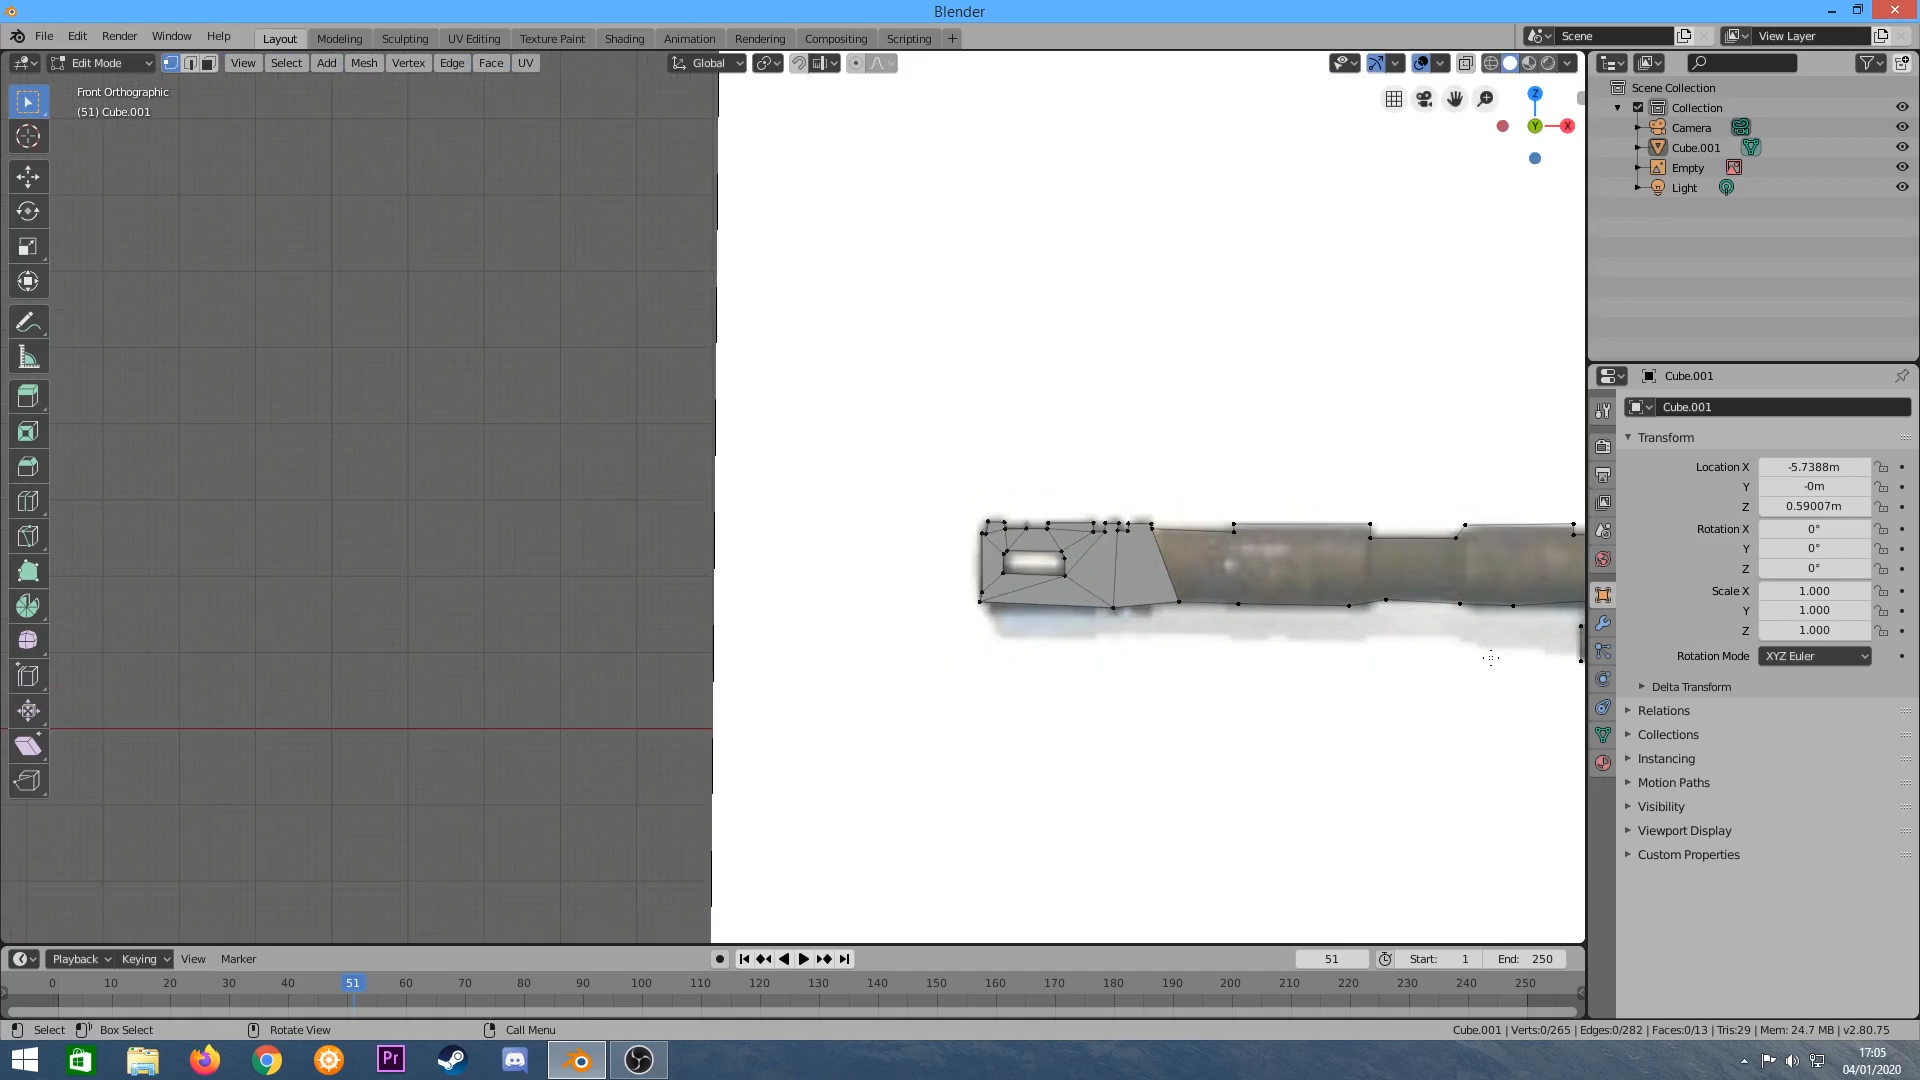 Blender
File Edit Render Window Help Layout Modeling Sculpting UV Editing Texture Paint Shading Animation Rendering Compositing Scripting + Scene View Layer
Edit Mode View Select Add Mesh Vertex Edge Face UV Global
Front Orthographic
(51) Cube.001
Z
Y X
Scene Collection
Collection
Camera
Cube.001
Empty
Light
Cube.001
Cube.001
Transform
Location X -5.7388m
Y -0m
Z 0.59007m
Rotation X 0°
Y 0°
Z 0°
Scale X 1.000
Y 1.000
Z 1.000
Rotation Mode XYZ Euler
Delta Transform
Relations
Collections
Instancing
Motion Paths
Visibility
Viewport Display
Custom Properties
Playback Keying View Marker 51 Start: 1 End: 250
0 10 20 30 40 51 60 70 80 90 100 110 120 130 140 150 160 170 180 190 200 210 220 230 240 250
Select Box Select Rotate View Call Menu Cube.001 | Verts:0/265 | Edges:0/282 | Faces:0/13 | Tris:29 | Mem: 24.7 MB | v2.80.75
Pr
17:05
04/01/2020